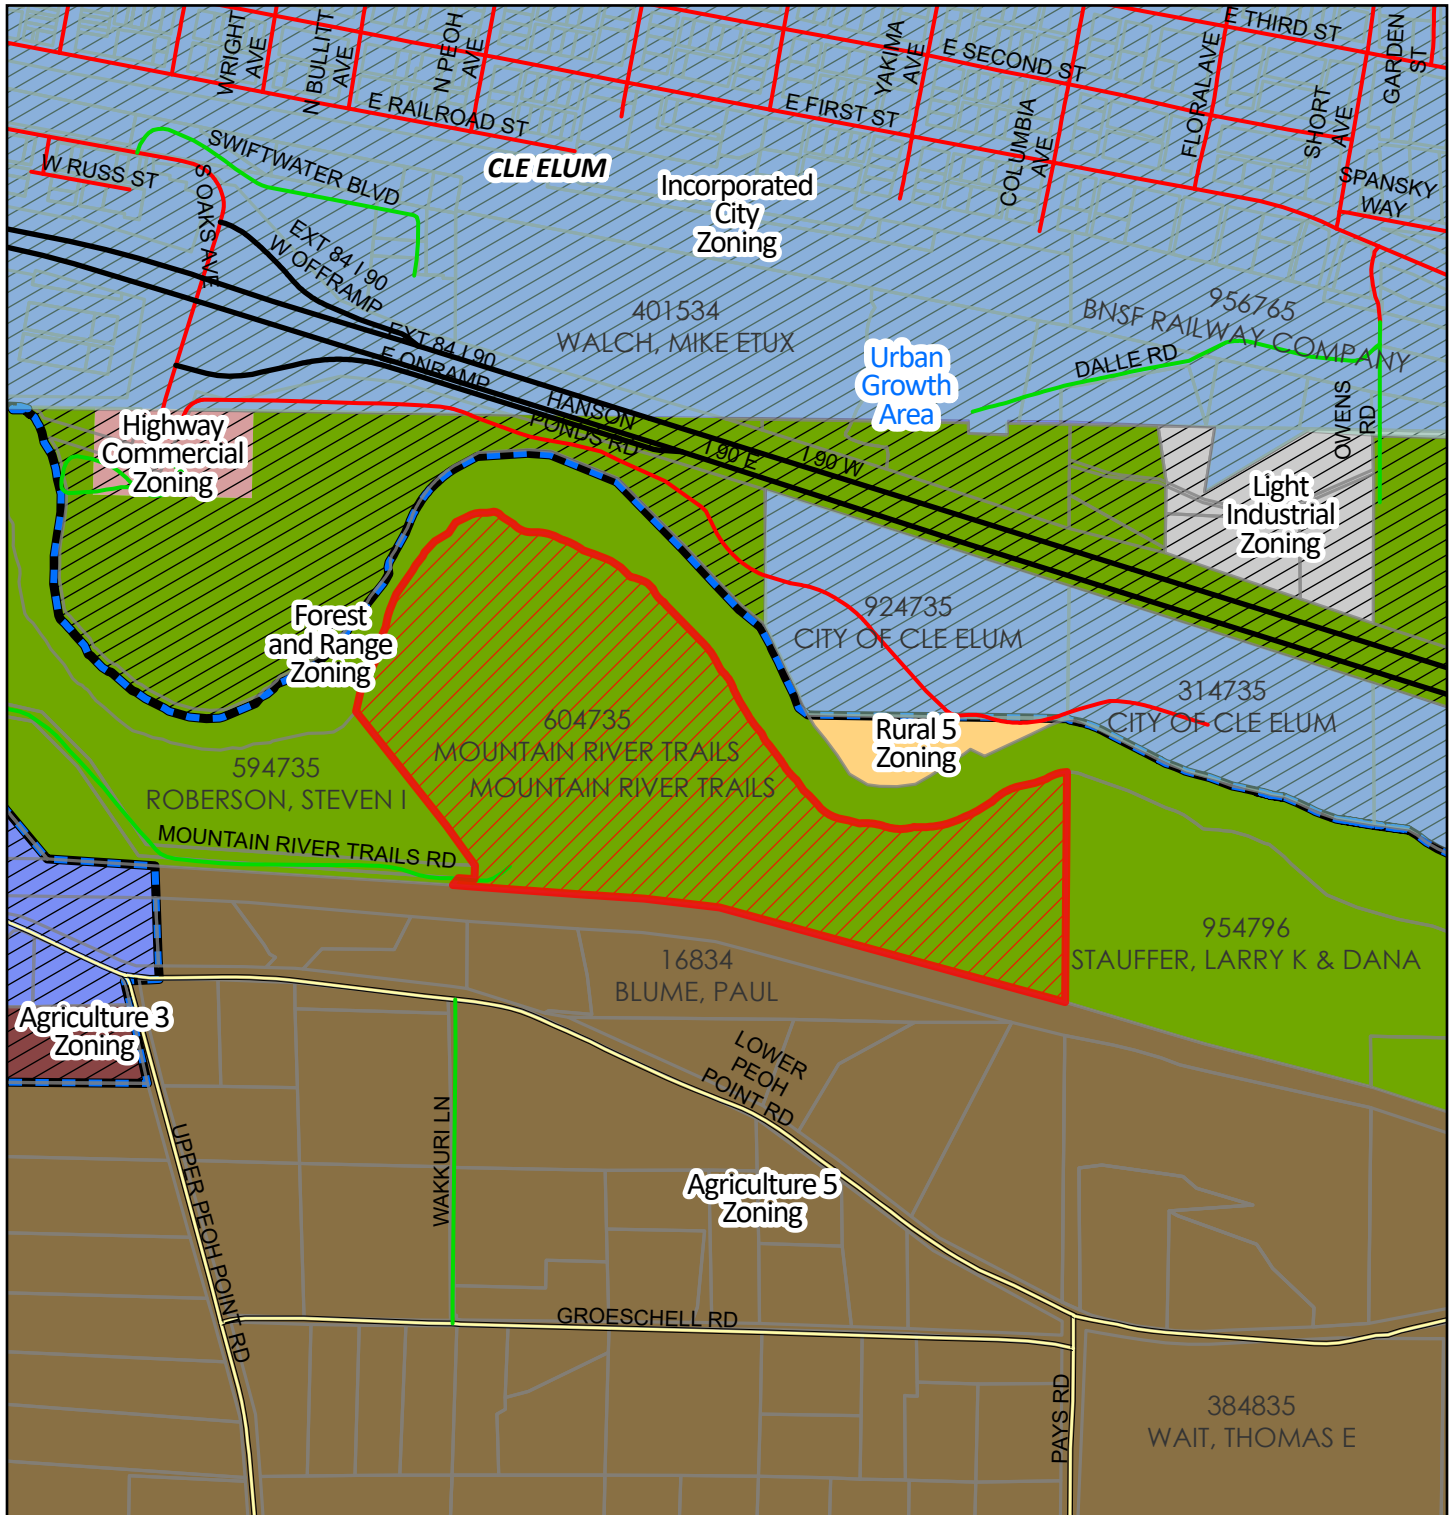 E THIRD ST
GARDEN
ST
WRIGHT
AVE
N BULLITT
AVE
N PEOH
AVE
YAKIMA
AVE
E SECOND ST
FLORAL AVE
SHORT
AVE
E RAILROAD ST
E FIRST ST
COLUMBIA
AVE
SWIFTWATER BLVD
W RUSS ST
CLE ELUM
S OAKS AVE
Incorporated
City
Zoning
SPANSKY
WAY
EXT 84 I 90
W OFFRAMP
401534
WALCH, MIKE ETUX
956765
BNSF RAILWAY COMPANY
EXT 84 I 90
E ONRAMP
Urban
Growth
Area
DALLE RD
OWENS
RD
HANSON
PONDS RD
I 90 E
I 90 W
Highway
Commercial
Zoning
Light
Industrial
Zoning
Forest
and Range
Zoning
924735
CITY OF CLE ELUM
314735
CITY OF CLE ELUM
604735
MOUNTAIN RIVER TRAILS
MOUNTAIN RIVER TRAILS
Rural 5
Zoning
594735
ROBERSON, STEVEN I
MOUNTAIN RIVER TRAILS RD
954796
STAUFFER, LARRY K & DANA
16834
BLUME, PAUL
Agriculture 3
Zoning
LOWER
PEOH
POINT RD
UPPER PEOH POINT RD
WAKKURI LN
Agriculture 5
Zoning
GROESCHELL RD
PAYS RD
384835
WAIT, THOMAS E